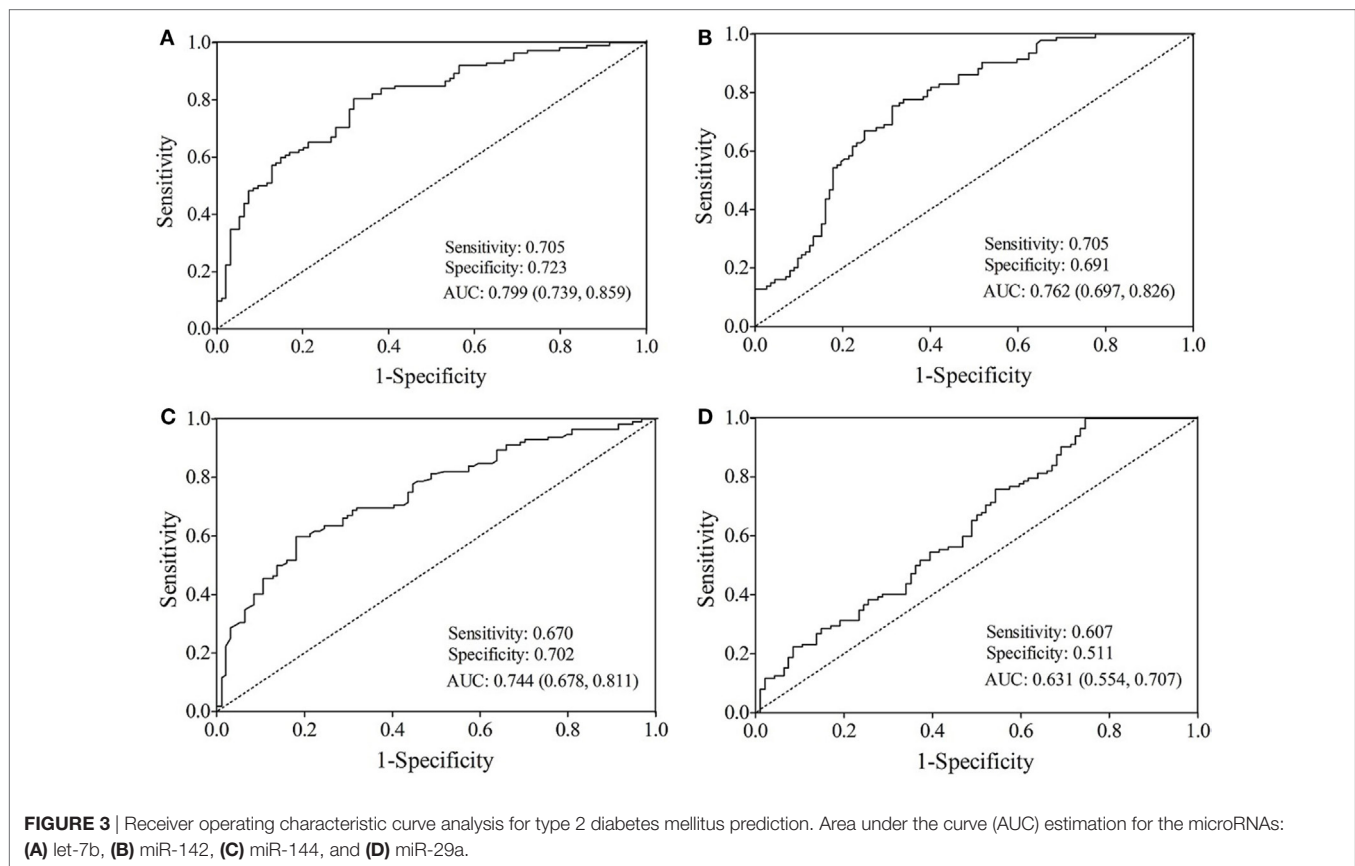 A
1.0
0.8
0.6
0.4
0.2
0.0
Sensitivity
Sensitivity: 0.705
Specificity: 0.723
AUC: 0.799 (0.739, 0.859)
0.0 0.2 0.4 0.6 0.8 1.0
1-Specificity
B
1.0
0.8
0.6
0.4
0.2
0.0
Sensitivity
Sensitivity: 0.705
Specificity: 0.691
AUC: 0.762 (0.697, 0.826)
0.0 0.2 0.4 0.6 0.8 1.0
1-Specificity
C
1.0
0.8
0.6
0.4
0.2
0.0
Sensitivity
Sensitivity: 0.670
Specificity: 0.702
AUC: 0.744 (0.678, 0.811)
0.0 0.2 0.4 0.6 0.8 1.0
1-Specificity
D
1.0
0.8
0.6
0.4
0.2
0.0
Sensitivity
Sensitivity: 0.607
Specificity: 0.511
AUC: 0.631 (0.554, 0.707)
0.0 0.2 0.4 0.6 0.8 1.0
1-Specificity
FIGURE 3 | Receiver operating characteristic curve analysis for type 2 diabetes mellitus prediction. Area under the curve (AUC) estimation for the microRNAs:
(A) let-7b, (B) miR-142, (C) miR-144, and (D) miR-29a.